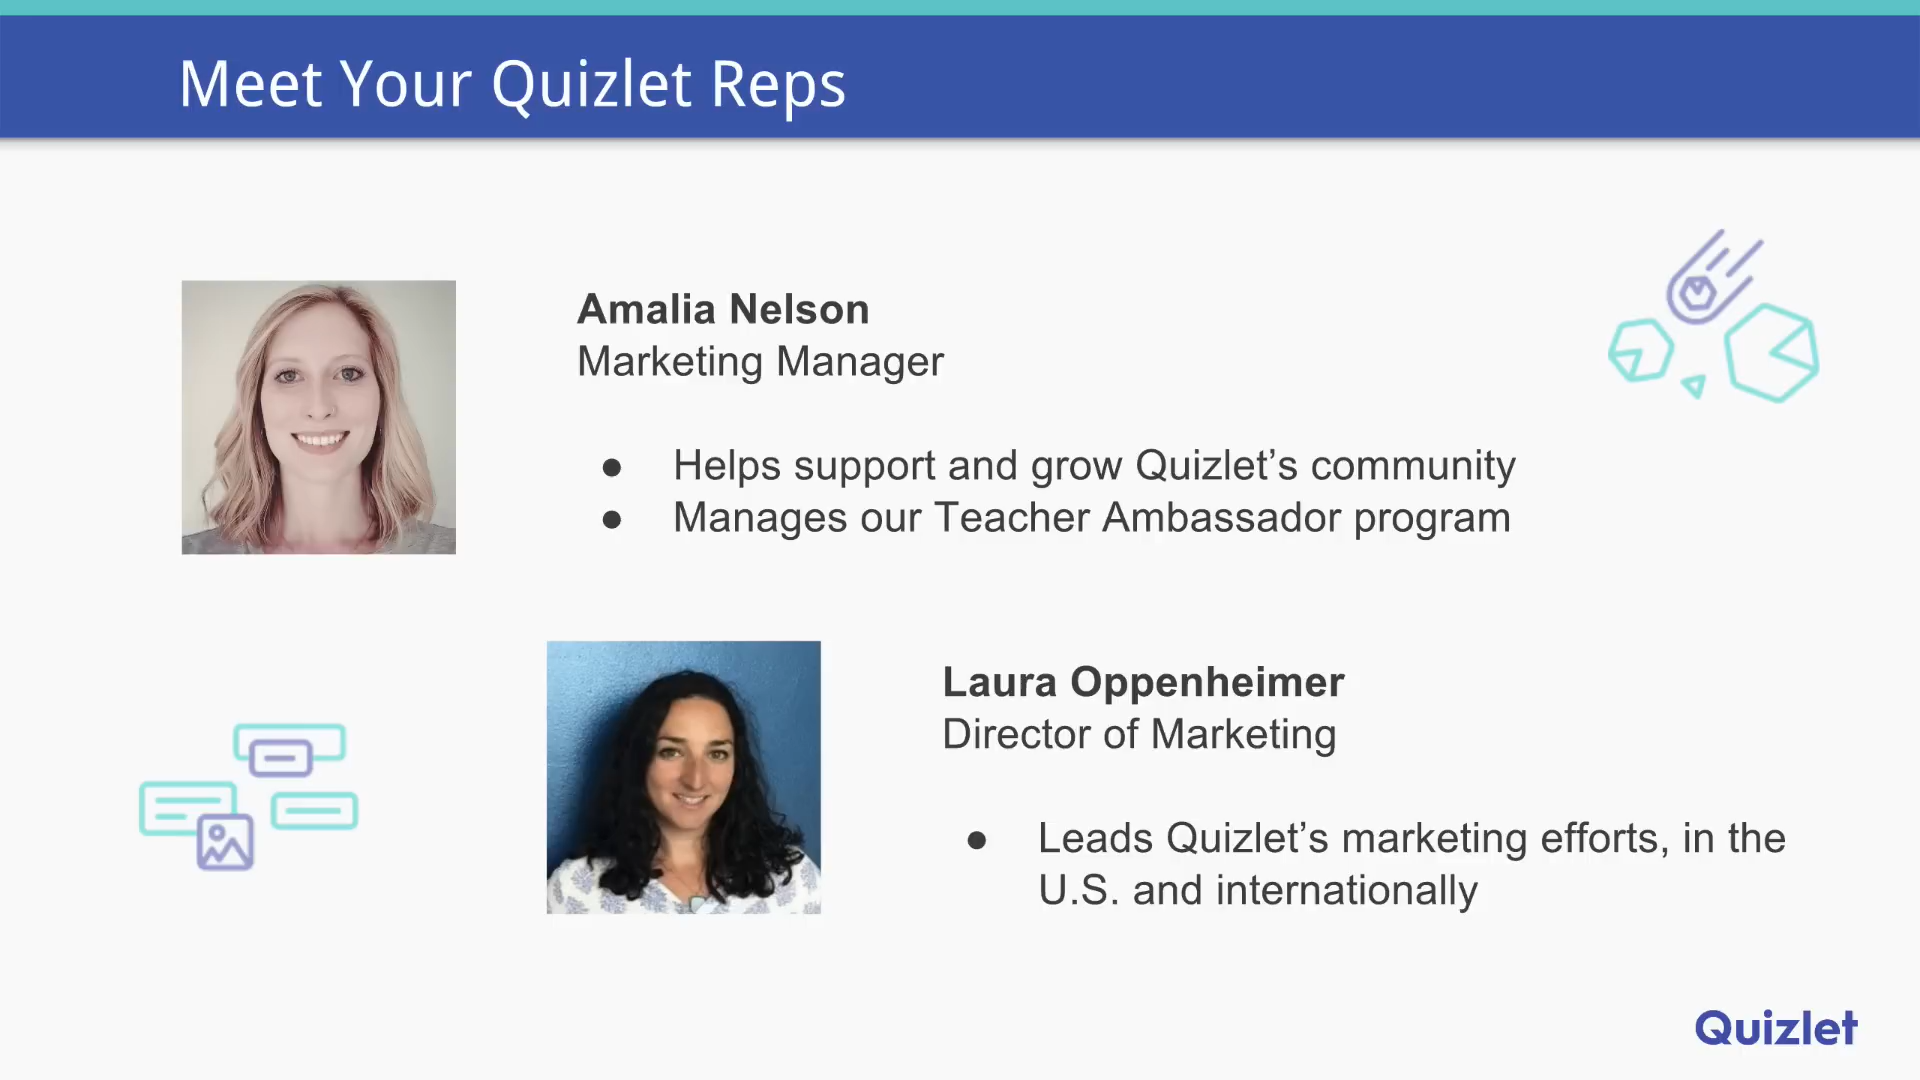 Meet Your Quizlet Reps
Amalia Nelson
Marketing Manager
● Helps support and grow Quizlet’s community
● Manages our Teacher Ambassador program
Laura Oppenheimer
Director of Marketing
● Leads Quizlet’s marketing efforts, in the
U.S. and internationally
Quizlet